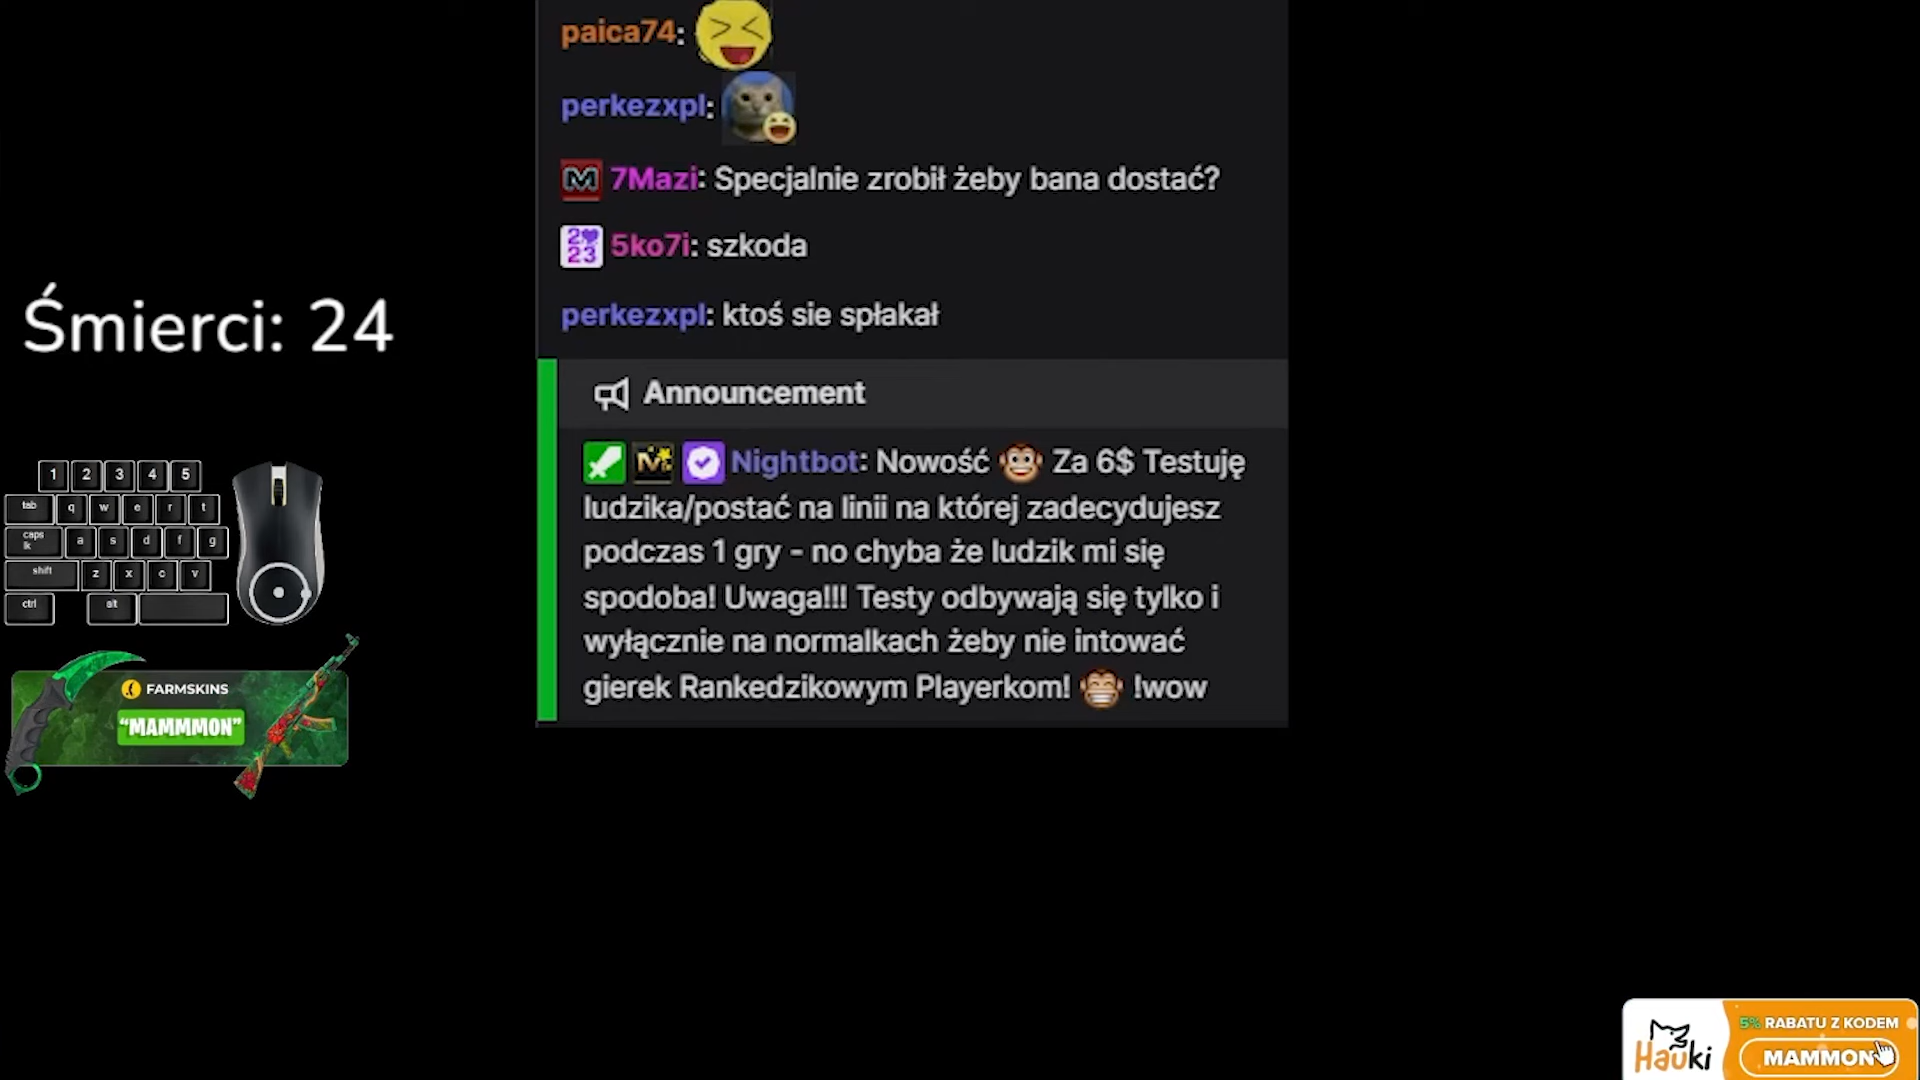 paica74:
perkezxpl:
7Mazi: Specjalnie zrobił żeby bana dostać?
5ko7i: szkoda
perkezxpl: ktoś sie spłakał
Śmierci: 24
Announcement
Nightbot: Nowość 🐵 Za 6$ Testuję
ludzika/postać na linii na której zadecydujesz
podczas 1 gry - no chyba że ludzik mi się
spodoba! Uwaga!!! Testy odbywają się tylko i
wyłącznie na normalkach żeby nie intować
gierek Rankedzikowym Playerkom! 🐵 !wow
1 2 3 4 5
tab q w e r t
caps lk a s d f g
shift z x c v
ctrl alt
FARMSKINS
"MAMMMON"
Hauki
5% RABATU Z KODEM
MAMMON